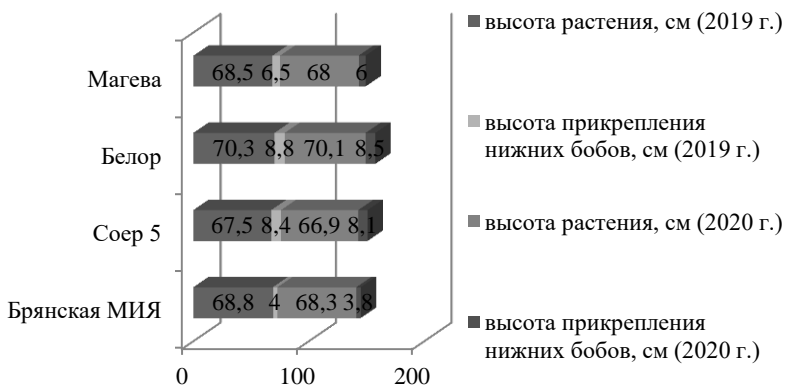 Магева
68,5 6,5 68 6
Белор
70,3 8,8 70,1 8,5
Соер 5
67,5 8,4 66,9 8,1
Брянская МИЯ
68,8 4 68,3 3,8
0 100 200
высота растения, см (2019 г.)
высота прикрепления
нижних бобов, см (2019 г.)
высота растения, см (2020 г.)
высота прикрепления
нижних бобов, см (2020 г.)